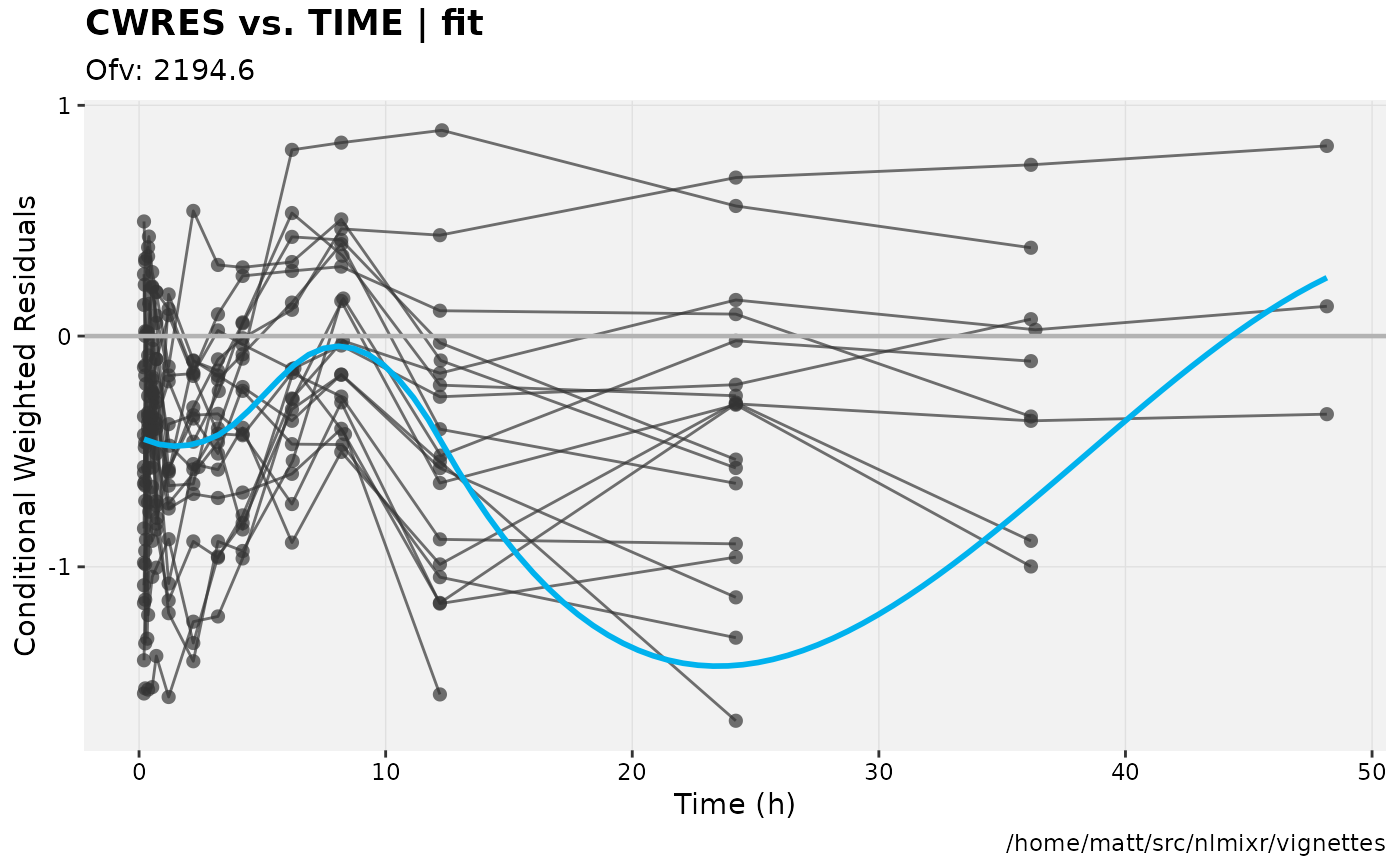 CWRES vs. TIME | fit
Ofv: 2194.6
Conditional Weighted Residuals
1
0
-1
0 10 20 30 40 50
Time (h)
/home/matt/src/nlmixr/vignettes